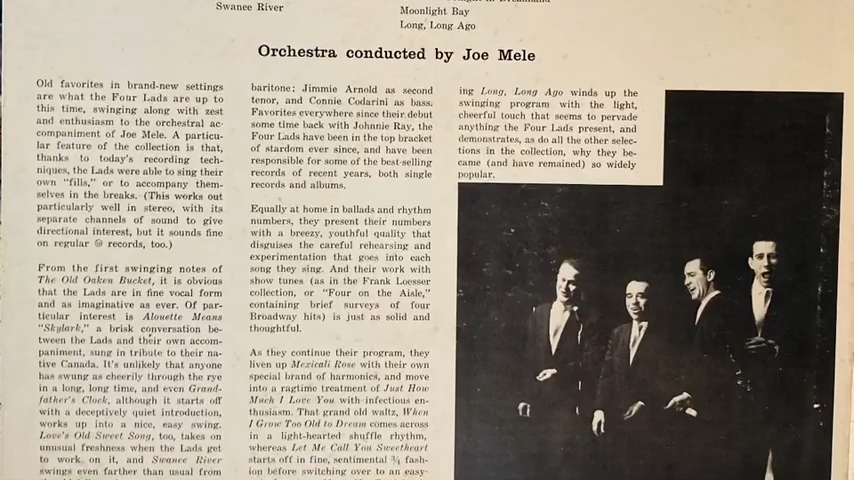 Swanee River
Moonlight Bay
Long, Long Ago
Orchestra conducted by Joe Mele
Old favorites in brand-new settings
are what the Four Lads are up to
this time, swinging along with zest
and enthusiasm to the orchestral ac-
companiment of Joe Mele. A particu-
lar feature of the collection is that,
thanks to today's recording tech-
niques, the Lads were able to sing their
own "fills," or to accompany them-
selves in the breaks. (This works out
particularly well in stereo, with its
separate channels of sound to give
directional interest, but it sounds fine
on regular records, too.)
From the first swinging notes of
The Old Oaken Bucket, it is obvious
that the Lads are in fine vocal form
and as imaginative as ever. Of par-
ticular interest is Alouette Means
"Skylark," a brisk conversation be-
tween the Lads and their own accom-
paniment, sung in tribute to their na-
tive Canada. It's unlikely that anyone
has swung as cheerily through the rye
in a long, long time, and even Grand-
father's Clock, although it starts off
with a deceptively quiet introduction,
works up into a nice, easy swing.
Love's Old Sweet Song, too, takes on
unusual freshness when the Lads get
to work on it, and Swanee River
swings even farther than usual from
baritone; Jimmie Arnold as second
tenor, and Connie Codarini as bass.
Favorites everywhere since their debut
some time back with Johnnie Ray, the
Four Lads have been in the top bracket
of stardom ever since, and have been
responsible for some of the best-selling
records of recent years, both single
records and albums.
Equally at home in ballads and rhythm
numbers, they present their numbers
with a breezy, youthful quality that
disguises the careful rehearsing and
experimentation that goes into each
song they sing. And their work with
show tunes (as in the Frank Loesser
collection, or "Four on the Aisle,"
containing brief surveys of four
Broadway hits) is just as solid and
thoughtful.
As they continue their program, they
liven up Mexicali Rose with their own
special brand of harmonics, and move
into a ragtime treatment of Just How
Much I Love You with infectious en-
thusiasm. That grand old waltz, When
I Grow Too Old to Dream comes across
in a light-hearted shuffle rhythm,
whereas Let Me Call You Sweetheart
starts off in fine, sentimental ¾ fash-
ion before switching over to an easy-
ing Long, Long Ago winds up the
swinging program with the light,
cheerful touch that seems to pervade
anything the Four Lads present, and
demonstrates, as do all the other selec-
tions in the collection, why they be-
came (and have remained) so widely
popular.